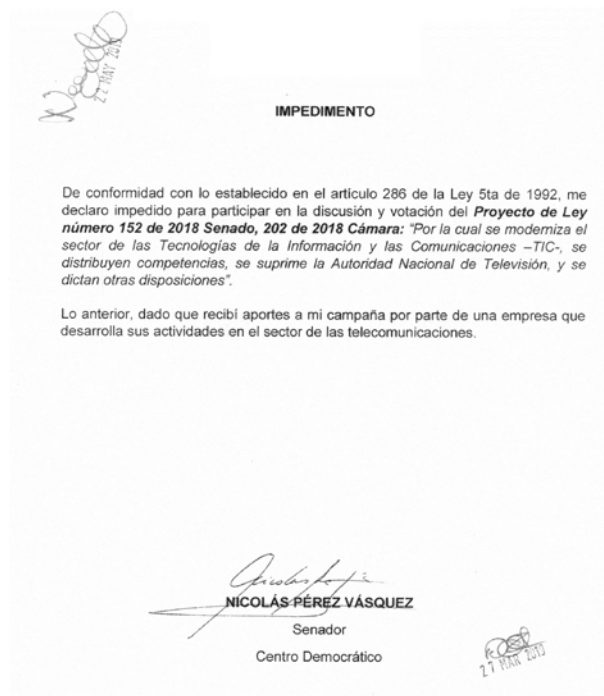 22 MAY 2019
IMPEDIMENTO
De conformidad con lo establecido en el artículo 286 de la Ley 5ta de 1992, me
declaro impedido para participar en la discusión y votación del Proyecto de Ley
número 152 de 2018 Senado, 202 de 2018 Cámara: "Por la cual se moderniza el
sector de las Tecnologías de la Información y las Comunicaciones –TIC-, se
distribuyen competencias, se suprime la Autoridad Nacional de Televisión, y se
dictan otras disposiciones".
Lo anterior, dado que recibí aportes a mi campaña por parte de una empresa que
desarrolla sus actividades en el sector de las telecomunicaciones.
NICOLÁS PÉREZ VÁSQUEZ
Senador
Centro Democrático
27 MAR 2019